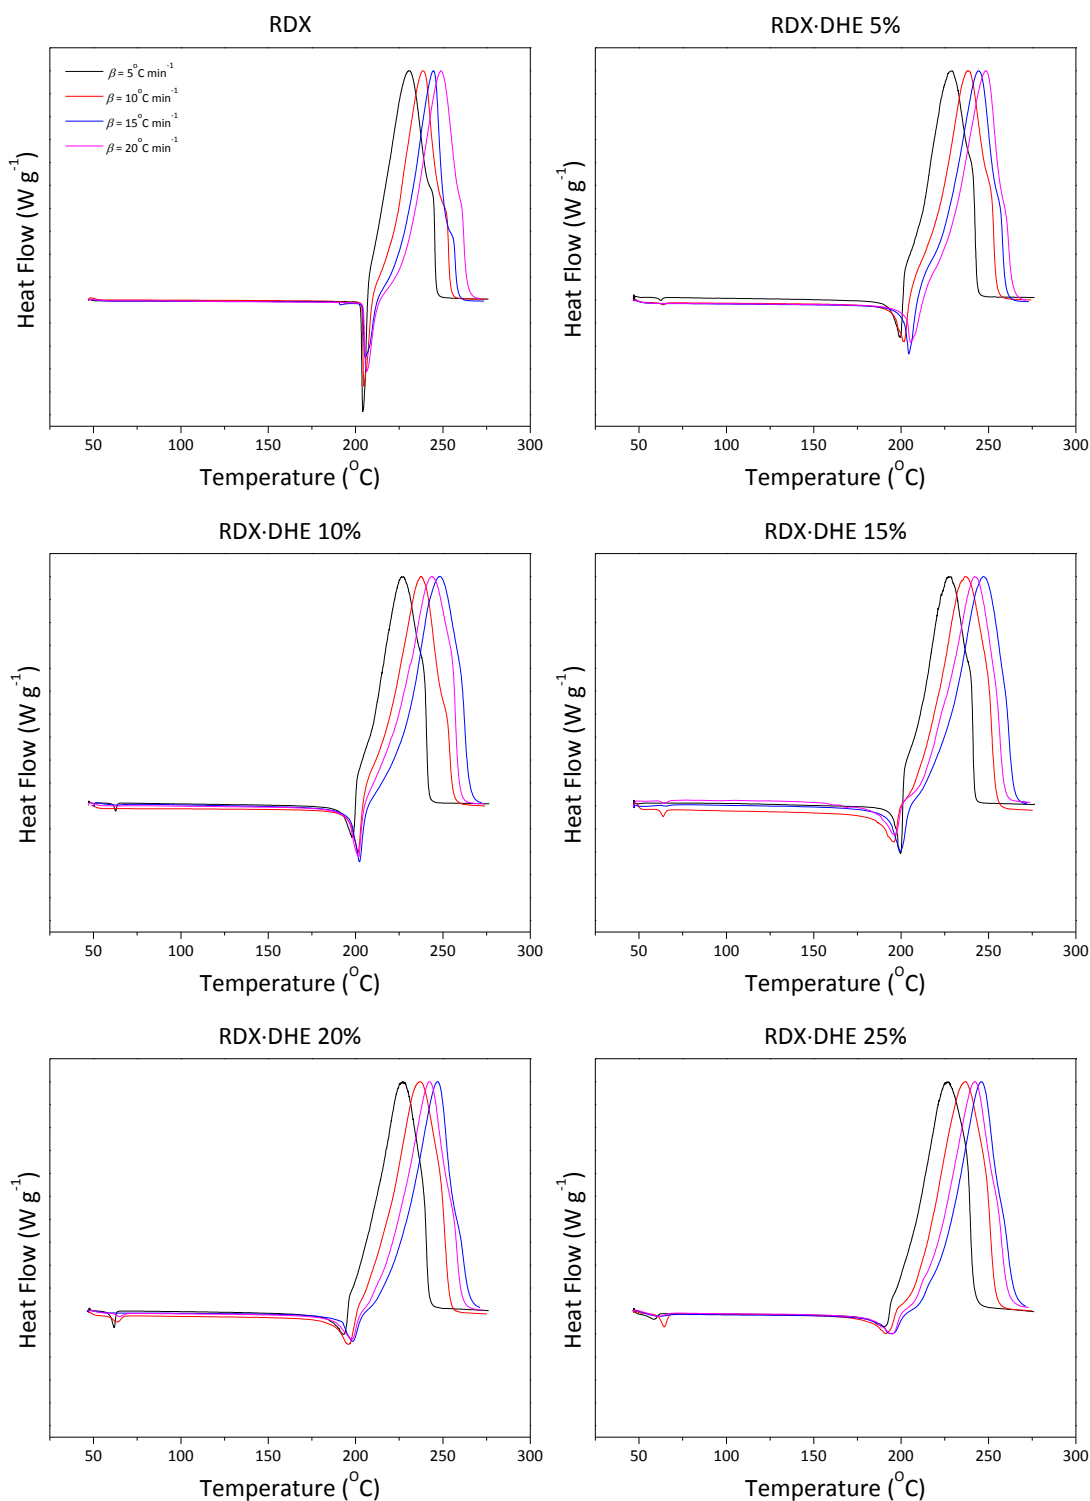 RDX
RDX·DHE 5%
β = 5°C min⁻¹
β = 10°C min⁻¹
β = 15°C min⁻¹
β = 20°C min⁻¹
Heat Flow (W g⁻¹)
Heat Flow (W g⁻¹)
50 100 150 200 250 300
50 100 150 200 250 300
Temperature (°C)
Temperature (°C)
RDX·DHE 10%
RDX·DHE 15%
Heat Flow (W g⁻¹)
Heat Flow (W g⁻¹)
50 100 150 200 250 300
50 100 150 200 250 300
Temperature (°C)
Temperature (°C)
RDX·DHE 20%
RDX·DHE 25%
Heat Flow (W g⁻¹)
Heat Flow (W g⁻¹)
50 100 150 200 250 300
50 100 150 200 250 300
Temperature (°C)
Temperature (°C)